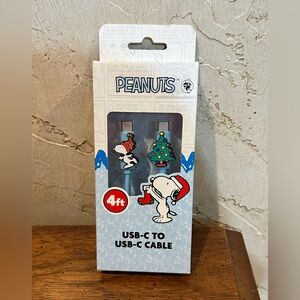 PEANUTS
4ft
USB-C TO
USB-C CABLE